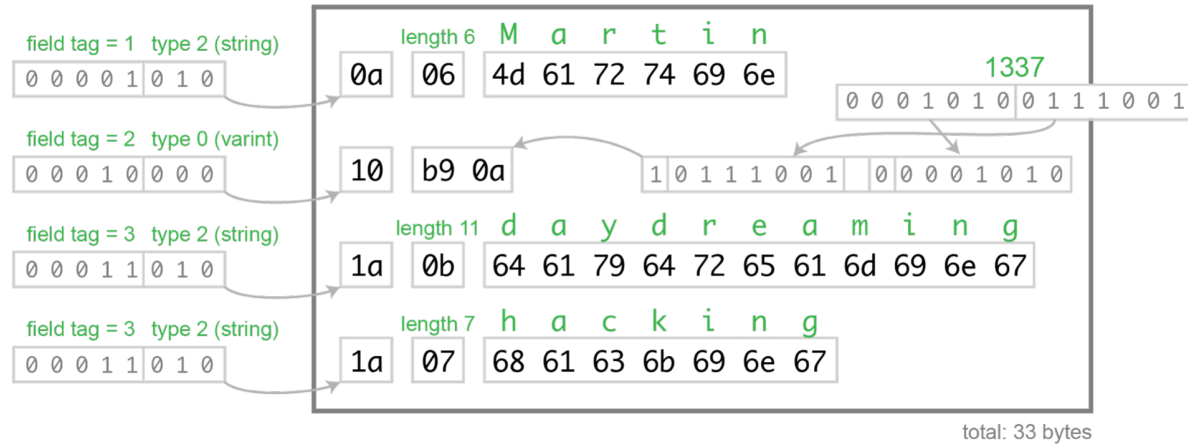 length 6 M a r t i n
field tag = 1 type 2 (string)
0 0 0 0 1 0 1 0 0a 06 4d 61 72 74 69 6e
1337
0 0 0 1 0 1 0 0 1 1 1 0 0 1
field tag = 2 type 0 (varint)
0 0 0 1 0 0 0 0 10 b9 0a 1 0 1 1 1 0 0 1 0 0 0 0 1 0 1 0
field tag = 3 type 2 (string) length 11 d a y d r e a m i n g
0 0 0 1 1 0 1 0 1a 0b 64 61 79 64 72 65 61 6d 69 6e 67
field tag = 3 type 2 (string) length 7 h a c k i n g
0 0 0 1 1 0 1 0 1a 07 68 61 63 6b 69 6e 67
total: 33 bytes